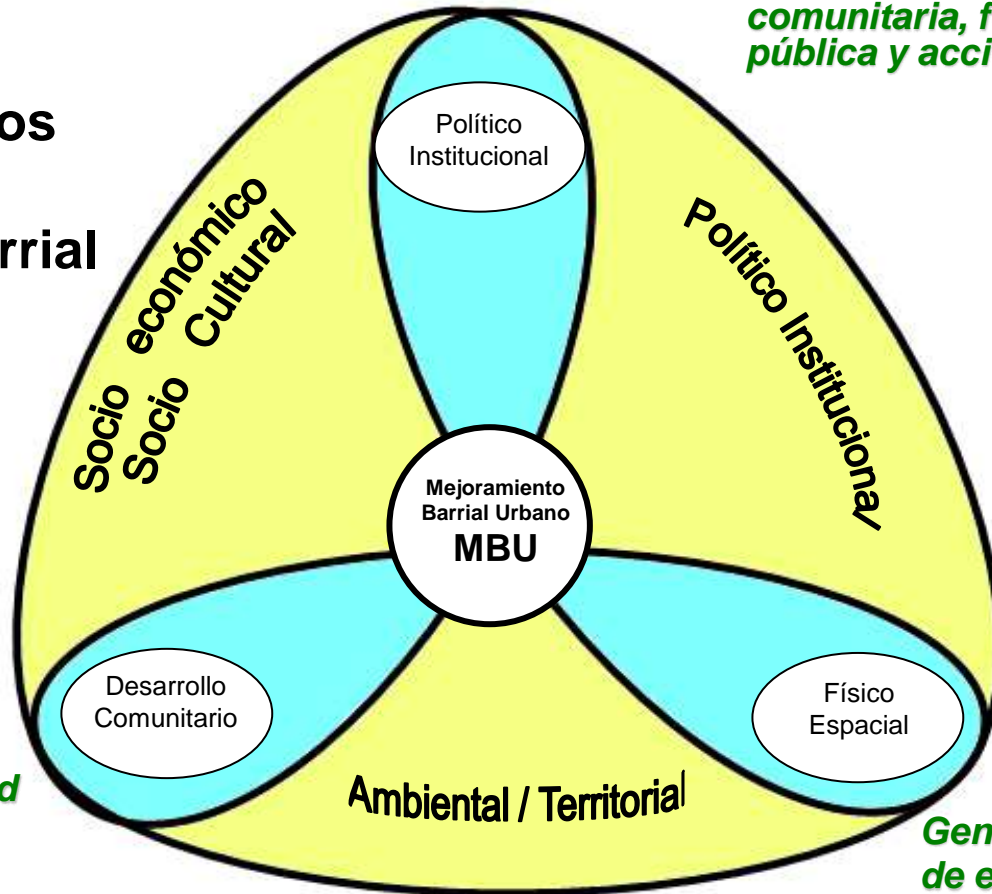 comunitaria, f
pública y acci
os
rrial
Político
Institucional
Socio económico
Socio Cultural
Político Institucional
Mejoramiento
Barrial Urbano
MBU
Desarrollo
Comunitario
Físico
Espacial
d
Ambiental / Territorial
Gen
de e